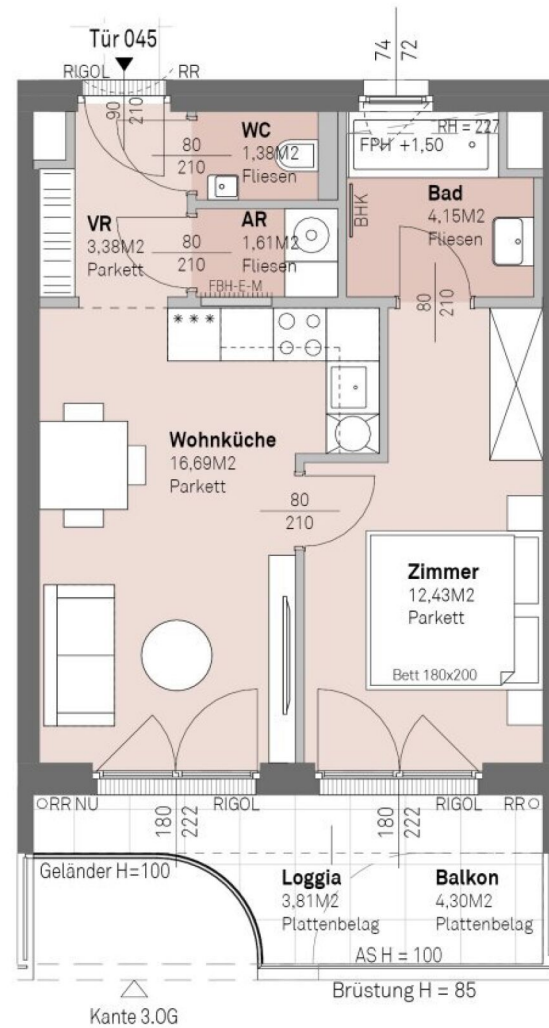 Tür 045
74
72
RIGOL
RR
90
210
WC
1,38M2
Fliesen
80
210
RH = 227
FPH +1,50
Bad
4,15M2
Fliesen
BHK
VR
3,38M2
Parkett
AR
1,61M2
Fliesen
80
210
FBH-E-M
80
210
***
Wohnküche
16,69M2
Parkett
80
210
Zimmer
12,43M2
Parkett
Bett 180x200
RR NU
180
222
RIGOL
180
222
RIGOL
RR
Geländer H=100
Loggia
3,81M2
Plattenbelag
Balkon
4,30M2
Plattenbelag
AS H = 100
Brüstung H = 85
Kante 3.OG